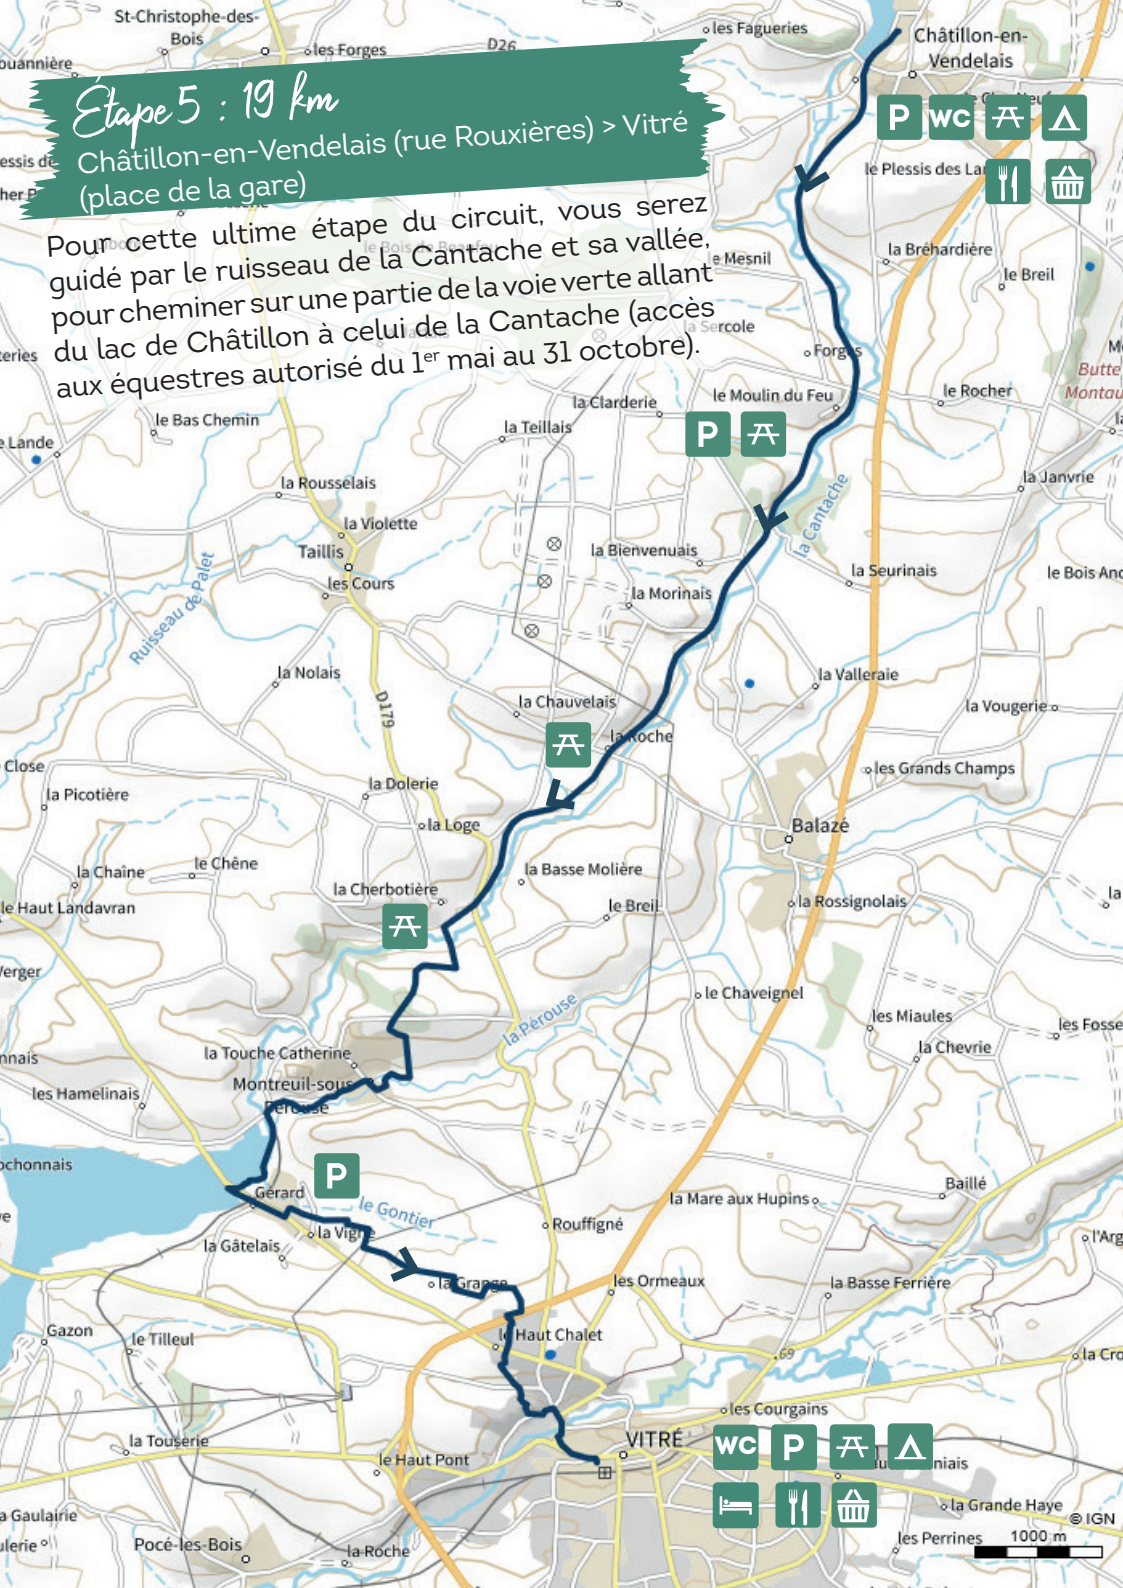 St-Christophe-des-
Bois
les Forges
D26
les Fagueries
Châtillon-en-
Vendelais
Étape 5 : 19 km
Châtillon-en-Vendelais (rue Rouxières) > Vitré
(place de la gare)
P WC
le Plessis des
Pour cette ultime étape du circuit, vous serez
guidé par le ruisseau de la Cantache et sa vallée,
pour cheminer sur une partie de la voie verte allant
du lac de Châtillon à celui de la Cantache (accès
aux équestres autorisé du 1er mai au 31 octobre).
le Mesnil
la Bréhardière
le Breil
la Sercole
Forges
Butte
le Rocher
le Moulin du Feu
la Clarderie
le Bas Chemin
la Teillais
P
Lande
la Janvrie
la Rousselais
la Cantache
la Violette
Taillis
la Bienvenuais
la Seurinais
les Cours
la Morinais
Ruisseau de Palet
la Nolais
la Valleraie
D179
la Chauvelais
la Vougerie
la Roche
Close
les Grands Champs
la Dolerie
la Picotière
la Loge
Balazé
le Chêne
la Chaîne
la Basse Molière
la Cherbotière
le Breil
la Rossignolais
le Haut Landavran
le Chaveignel
la Pérouse
les Miaules
la Chevrie
la Touche Catherine
Montreuil-sous-
Pérouse
les Hamelinais
P
Gérard
le Gontier
Baillé
la Mare aux Hupins
Rouffigné
la Vigne
la Gâtelais
la Grange
les Ormeaux
la Basse Ferrière
Gazon
le Tilleul
le Haut Chalet
les Courgains
VITRÉ
WC P
la Touserie
le Haut Pont
la Grande Haye
la Gaulairie
© IGN
les Perrines
1000 m
Pocé-les-Bois
la Roche